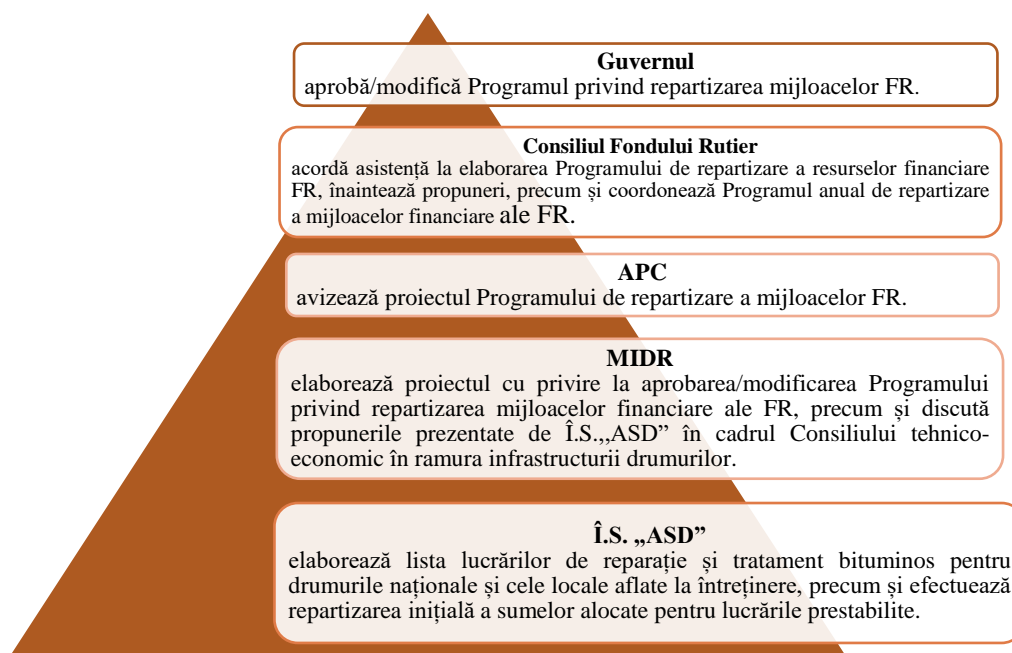 Guvernul
aprobă/modifică Programul privind repartizarea mijloacelor FR.
Consiliul Fondului Rutier
acordă asistență la elaborarea Programului de repartizare a resurselor financiare
FR, înaintează propuneri, precum și coordonează Programul anual de repartizare
a mijloacelor financiare ale FR.
APC
avizează proiectul Programului de repartizare a mijloacelor FR.
MIDR
elaborează proiectul cu privire la aprobarea/modificarea Programului
privind repartizarea mijloacelor financiare ale FR, precum și discută
propunerile prezentate de Î.S.„ASD” în cadrul Consiliului tehnico-
economic în ramura infrastructurii drumurilor.
Î.S. „ASD”
elaborează lista lucrărilor de reparație și tratament bituminos pentru
drumurile naționale și cele locale aflate la întreținere, precum și efectuează
repartizarea inițială a sumelor alocate pentru lucrările prestabilite.